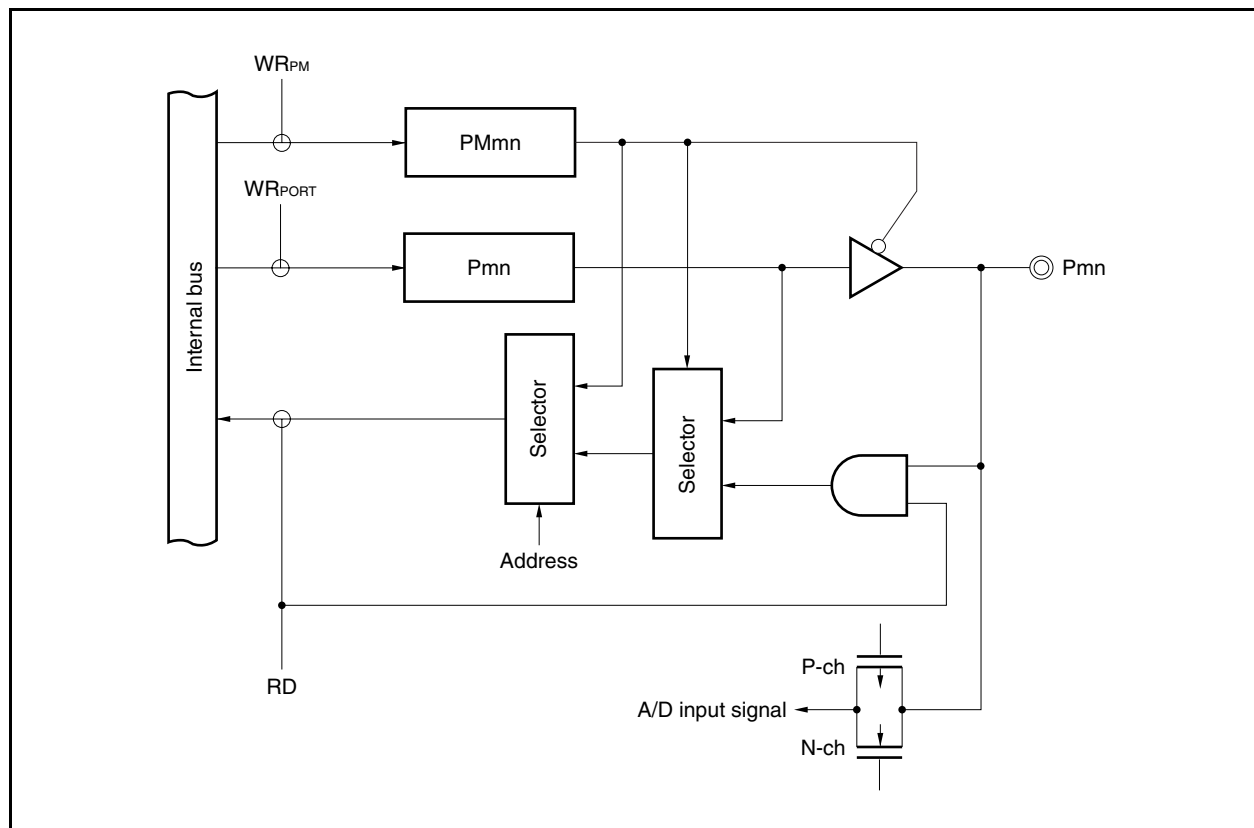 WRPM
PMmn
WRPORT
Pmn
Pmn
Internal bus
Selector
Selector
Address
RD
P-ch
A/D input signal
N-ch